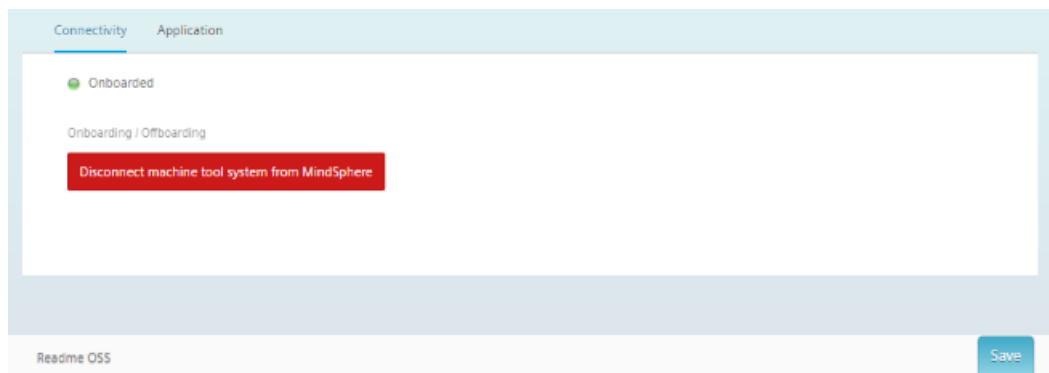 Connectivity Application
Onboarded
Onboarding / Offboarding
Disconnect machine tool system from MindSphere
Readme OSS
Save